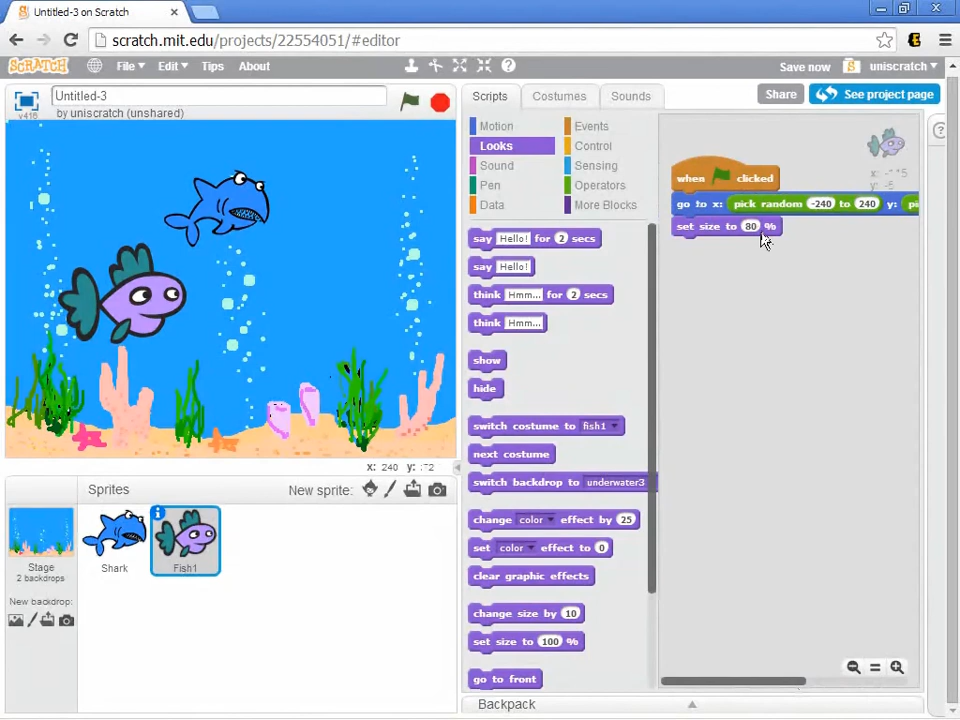 Untitled-3 on Scratch
scratch.mit.edu/projects/22554051/#editor
SCRATCH File Edit Tips About Save now uniscratch
Untitled-3
by uniscratch (unshared)
v416
Scripts Costumes Sounds Share See project page
Motion Events
Looks Control
Sound Sensing
Pen Operators
Data More Blocks
say Hello! for 2 secs
say Hello!
think Hmm... for 2 secs
think Hmm...
show
hide
switch costume to fish1
next costume
switch backdrop to underwater3
change color effect by 25
set color effect to 0
clear graphic effects
change size by 10
set size to 100 %
go to front
when clicked
go to x: pick random -240 to 240 y:
set size to 80 %
x: 240
Sprites New sprite:
Stage
2 backdrops
New backdrop:
Shark
Fish1
Backpack